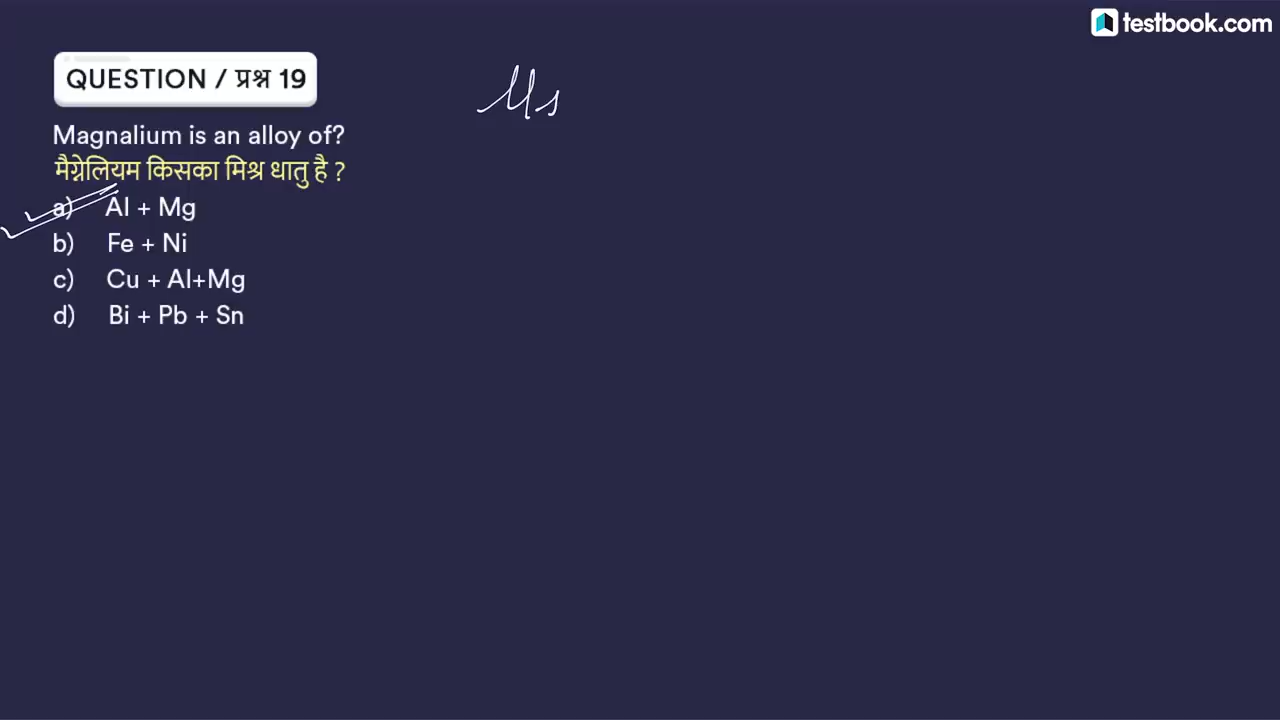 testbook.com
QUESTION / प्रश्न 19
Magnalium is an alloy of?
मैग्नेलियम किसका मिश्र धातु है ?
a) Al + Mg
b) Fe + Ni
c) Cu + Al+Mg
d) Bi + Pb + Sn